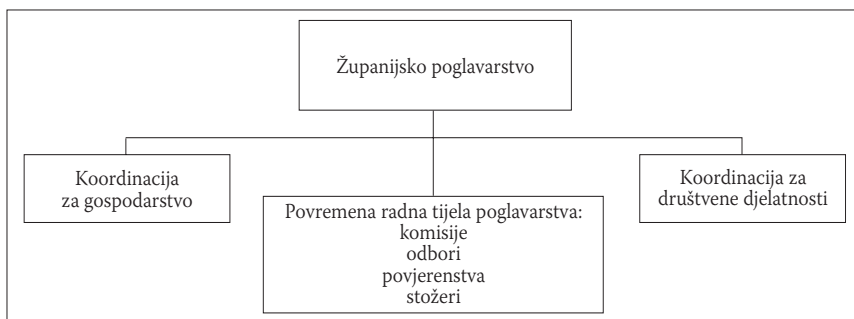 Županijsko poglavarstvo
Koordinacija
za gospodarstvo
Povremena radna tijela poglavarstva:
komisije
odbori
povjerenstva
stožeri
Koordinacija za
društvene djelatnosti